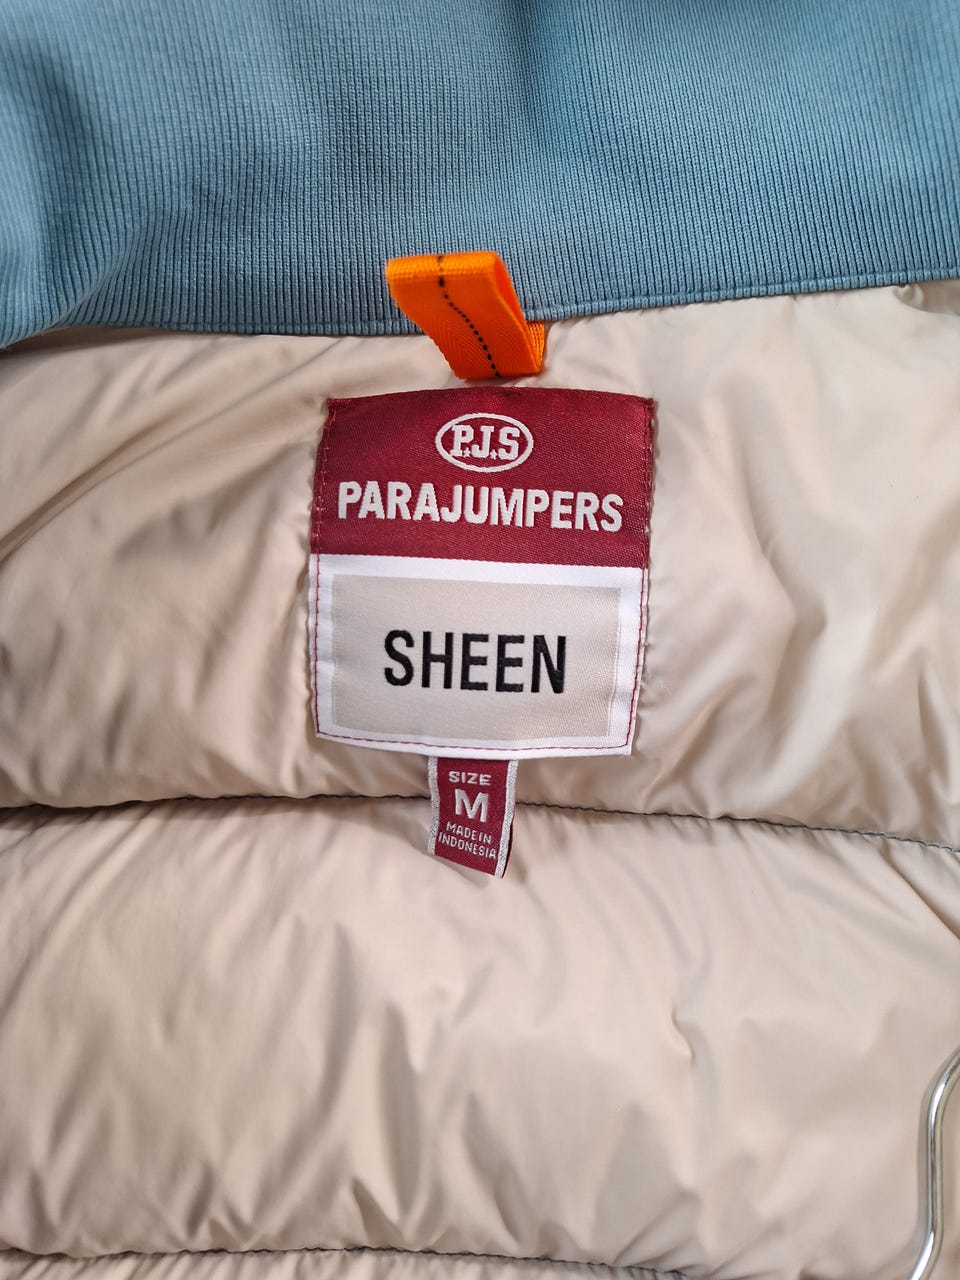 P.J.S
PARAJUMPERS
SHEEN
SIZE
M
MADE IN
INDONESIA